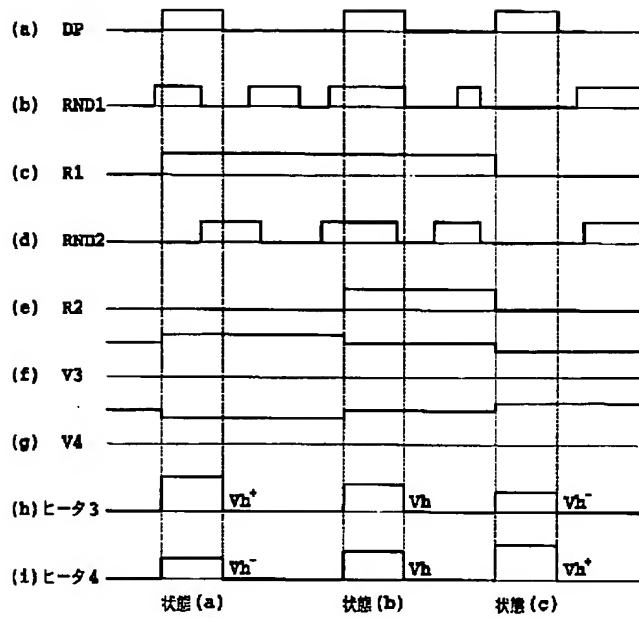 (a) DP
(b) RND1
(c) R1
(d) RND2
(e) R2
(f) V3
(g) V4
(h)ヒータ3 Vh⁺ Vh Vh⁻
(i)ヒータ4 Vh⁻ Vh Vh⁺
状態(a) 状態(b) 状態(c)